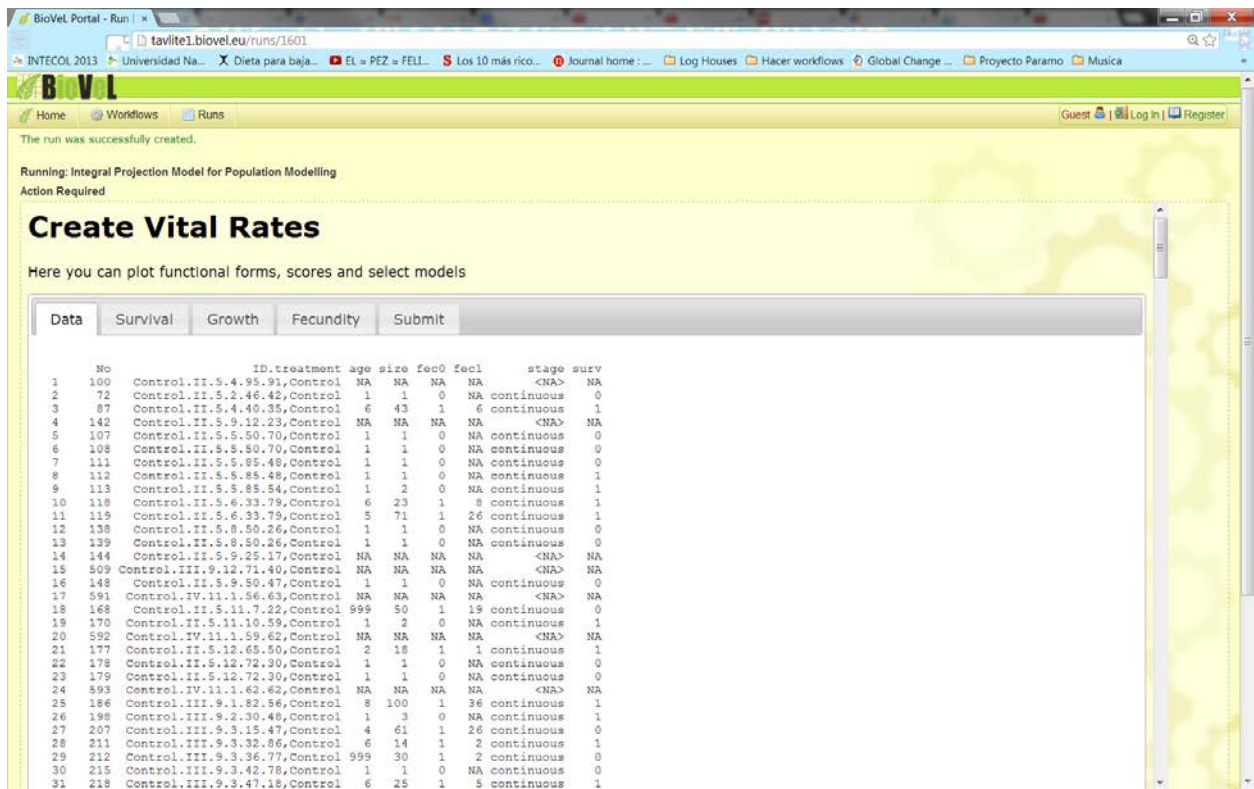 BioVeL Portal - Run |
tavlite1.biovel.eu/runs/1601
INTECOL 2013 Universidad Na... Dieta para baja... EL = PEZ = FELI... Los 10 más rico... Journal home : ... Log Houses Hacer workflows Global Change ... Proyecto Paramo Musica
BioVeL
Home Workflows Runs Guest | Log In | Register
The run was successfully created.
Running: Integral Projection Model for Population Modelling
Action Required
Create Vital Rates
Here you can plot functional forms, scores and select models
Data Survival Growth Fecundity Submit
No ID.treatment age size fec0 fec1 stage surv
1 100 Control.II.5.4.95.91,Control NA NA NA NA <NA> NA
2 72 Control.II.5.2.46.42,Control 1 1 0 NA continuous 0
3 87 Control.II.5.4.40.35,Control 6 43 1 6 continuous 1
4 142 Control.II.5.9.12.23,Control NA NA NA NA <NA> NA
5 107 Control.II.5.5.50.70,Control 1 1 0 NA continuous 0
6 108 Control.II.5.5.50.70,Control 1 1 0 NA continuous 0
7 111 Control.II.5.5.85.48,Control 1 1 0 NA continuous 0
8 112 Control.II.5.5.85.48,Control 1 1 0 NA continuous 1
9 113 Control.II.5.5.85.54,Control 1 2 0 NA continuous 1
10 118 Control.II.5.6.33.79,Control 6 23 1 8 continuous 1
11 119 Control.II.5.6.33.79,Control 5 71 1 26 continuous 1
12 138 Control.II.5.8.50.26,Control 1 1 0 NA continuous 0
13 139 Control.II.5.8.50.26,Control 1 1 0 NA continuous 0
14 144 Control.II.5.9.25.17,Control NA NA NA NA <NA> NA
15 509 Control.III.9.12.71.40,Control NA NA NA NA <NA> NA
16 148 Control.II.5.9.50.47,Control 1 1 0 NA continuous 0
17 591 Control.IV.11.1.56.63,Control NA NA NA NA <NA> NA
18 168 Control.II.5.11.7.22,Control 999 50 1 19 continuous 0
19 170 Control.II.5.11.10.59,Control 1 2 0 NA continuous 1
20 592 Control.IV.11.1.59.62,Control NA NA NA NA <NA> NA
21 177 Control.II.5.12.65.50,Control 2 18 1 1 continuous 1
22 178 Control.II.5.12.72.30,Control 1 1 0 NA continuous 0
23 179 Control.II.5.12.72.30,Control 1 1 0 NA continuous 0
24 593 Control.IV.11.1.62.62,Control NA NA NA NA <NA> NA
25 186 Control.III.9.1.82.56,Control 8 100 1 36 continuous 1
26 198 Control.III.9.2.30.48,Control 1 3 0 NA continuous 1
27 207 Control.III.9.3.15.47,Control 4 61 1 26 continuous 0
28 211 Control.III.9.3.32.86,Control 6 14 1 2 continuous 1
29 212 Control.III.9.3.36.77,Control 999 30 1 2 continuous 0
30 215 Control.III.9.3.42.78,Control 1 1 0 NA continuous 0
31 218 Control.III.9.3.47.18,Control 6 25 1 5 continuous 1